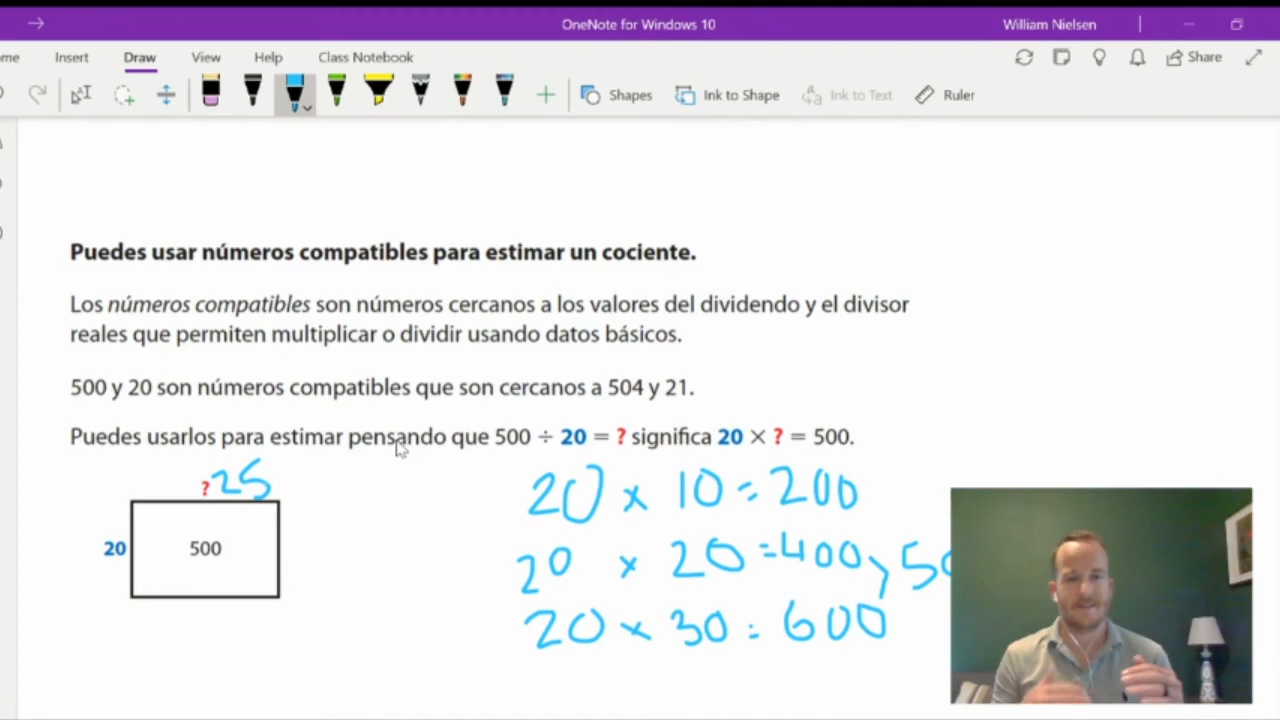 OneNote for Windows 10
William Nielsen
Insert
Draw
View
Help
Class Notebook
Share
Shapes
Ink to Shape
Ink to Text
Ruler
Puedes usar números compatibles para estimar un cociente.
Los números compatibles son números cercanos a los valores del dividendo y el divisor
reales que permiten multiplicar o dividir usando datos básicos.
500 y 20 son números compatibles que son cercanos a 504 y 21.
Puedes usarlos para estimar pensando que 500 ÷ 20 = ? significa 20 × ? = 500.
? 25
20
500
20 x 10 = 200
20 x 20 = 400
20 x 30 = 600